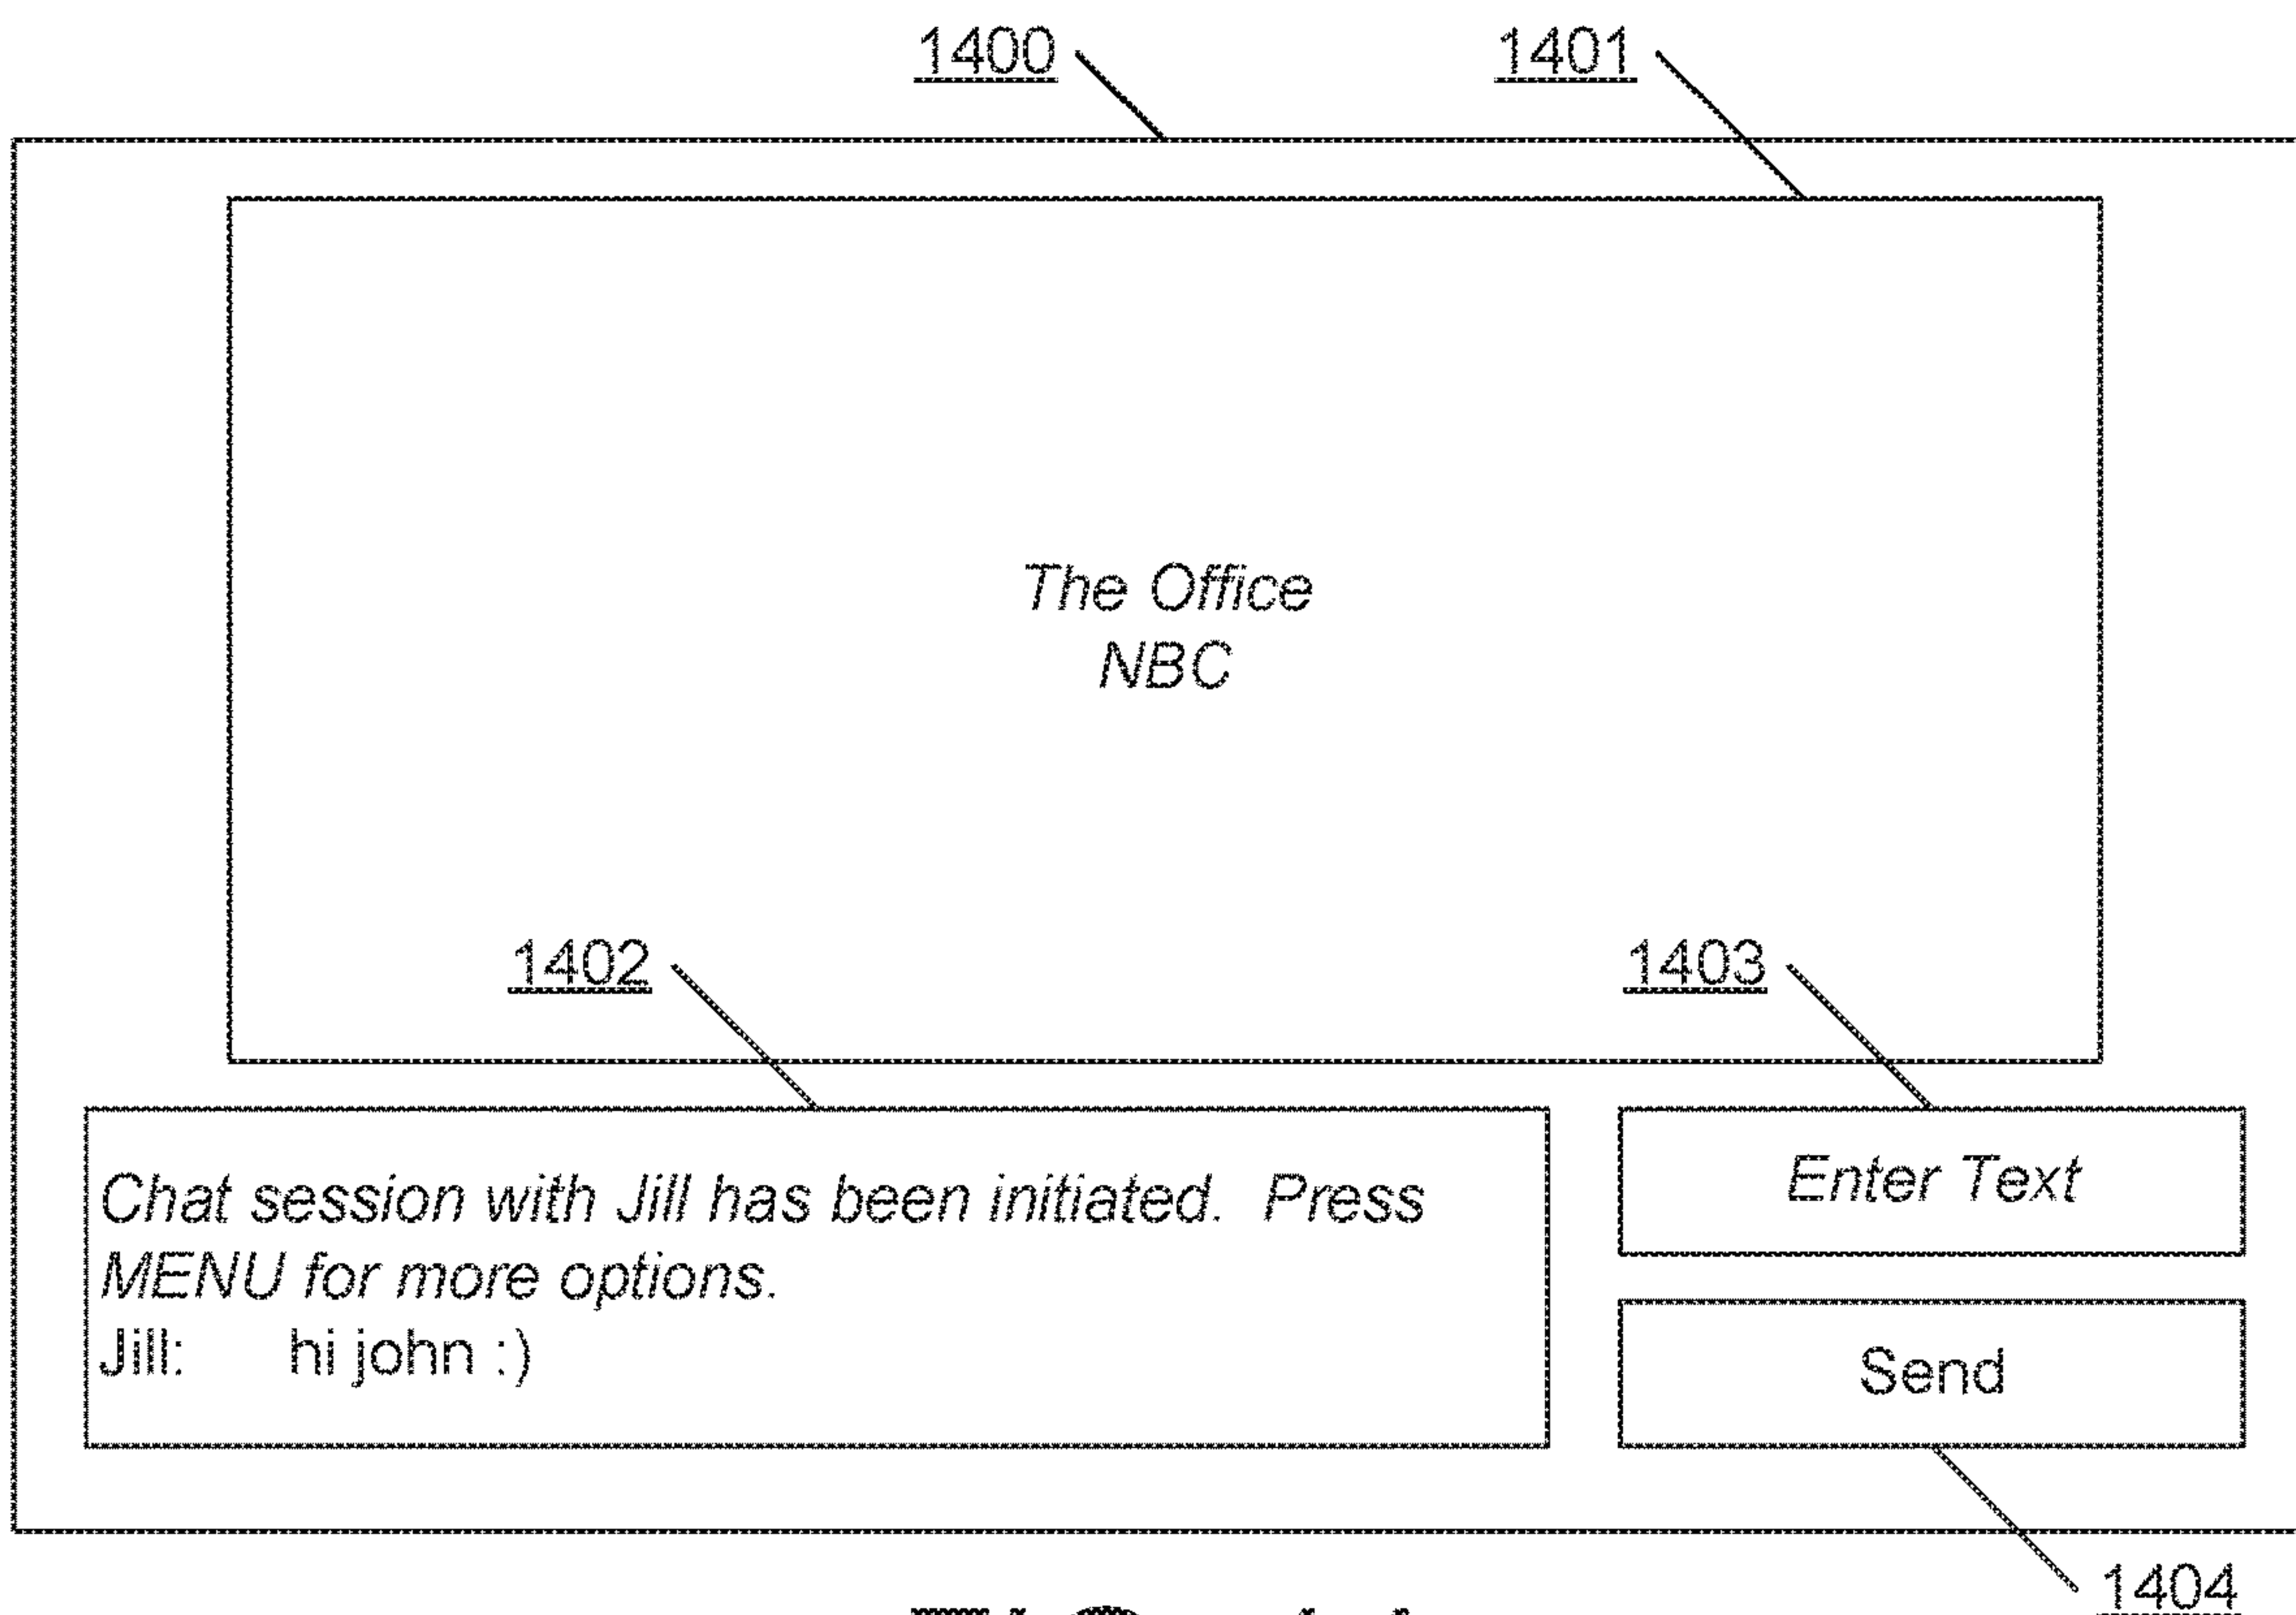 1400 1401
The Office
NBC
1402 1403
Chat session with Jill has been initiated. Press
MENU for more options.
Jill: hi john :)
Enter Text
Send
1404